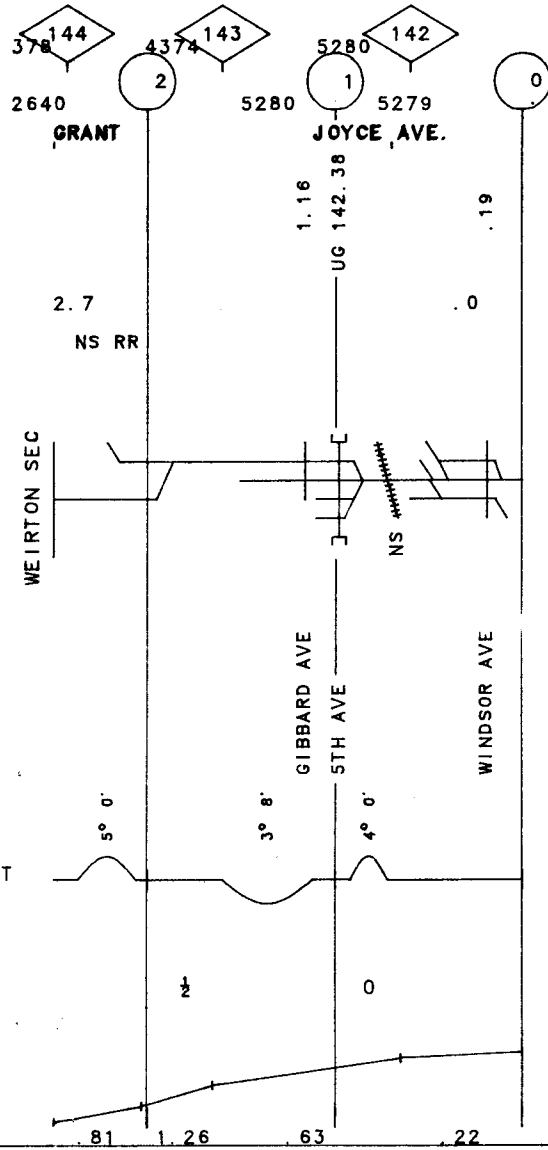 144 143 142
378 4374 5280
2 1 0
2640 5280 5279
GRANT JOYCE AVE.
1.16
UG 142.38
.19
2.7 .0
NS RR
WEIRTON SEC
NS
GIBBARD AVE
5TH AVE
WINDSOR AVE
5° 0'
3° 8'
4° 0'
T
½ 0
.81 1.26 .63 .22